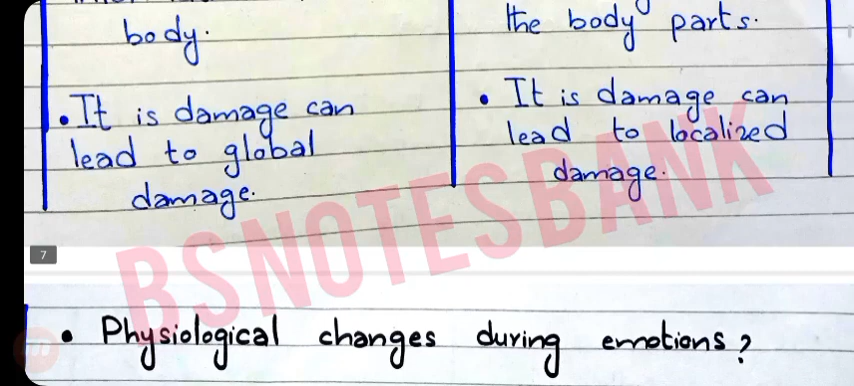 body.
• It is damage can
lead to global
damage.
the body parts.
• It is damage can
lead to localized
damage.
7
BSNOTESBANK
• Physiological changes during emotions?